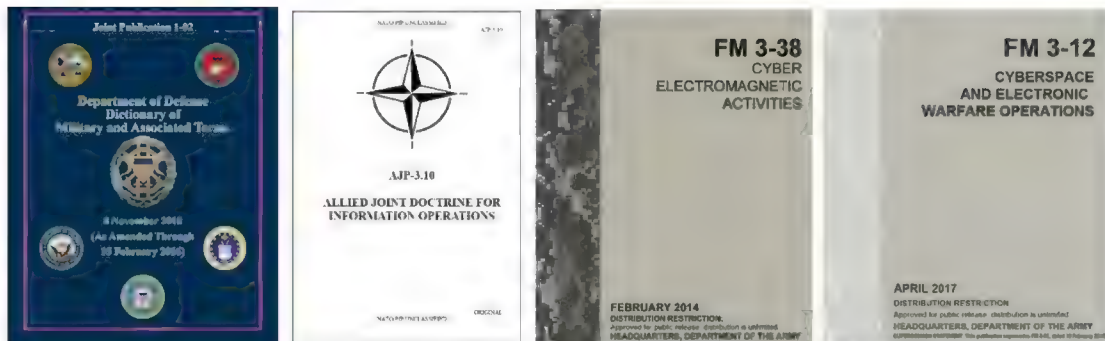 Joint Publication 1-02
Department of Defense
Dictionary of
Military and Associated Terms
8 November 2010
(As Amended Through
15 February 2016)
AJP-3.10
ALLIED JOINT DOCTRINE FOR
INFORMATION OPERATIONS
ORIGINAL
FM 3-38
CYBER
ELECTROMAGNETIC
ACTIVITIES
FEBRUARY 2014
DISTRIBUTION RESTRICTION.
Approved for public release distribution is unlimited
HEADQUARTERS, DEPARTMENT OF THE ARMY
FM 3-12
CYBERSPACE
AND ELECTRONIC
WARFARE OPERATIONS
APRIL 2017
DISTRIBUTION RESTRICTION
Approved for public release distribution is unlimited
HEADQUARTERS, DEPARTMENT OF THE ARMY